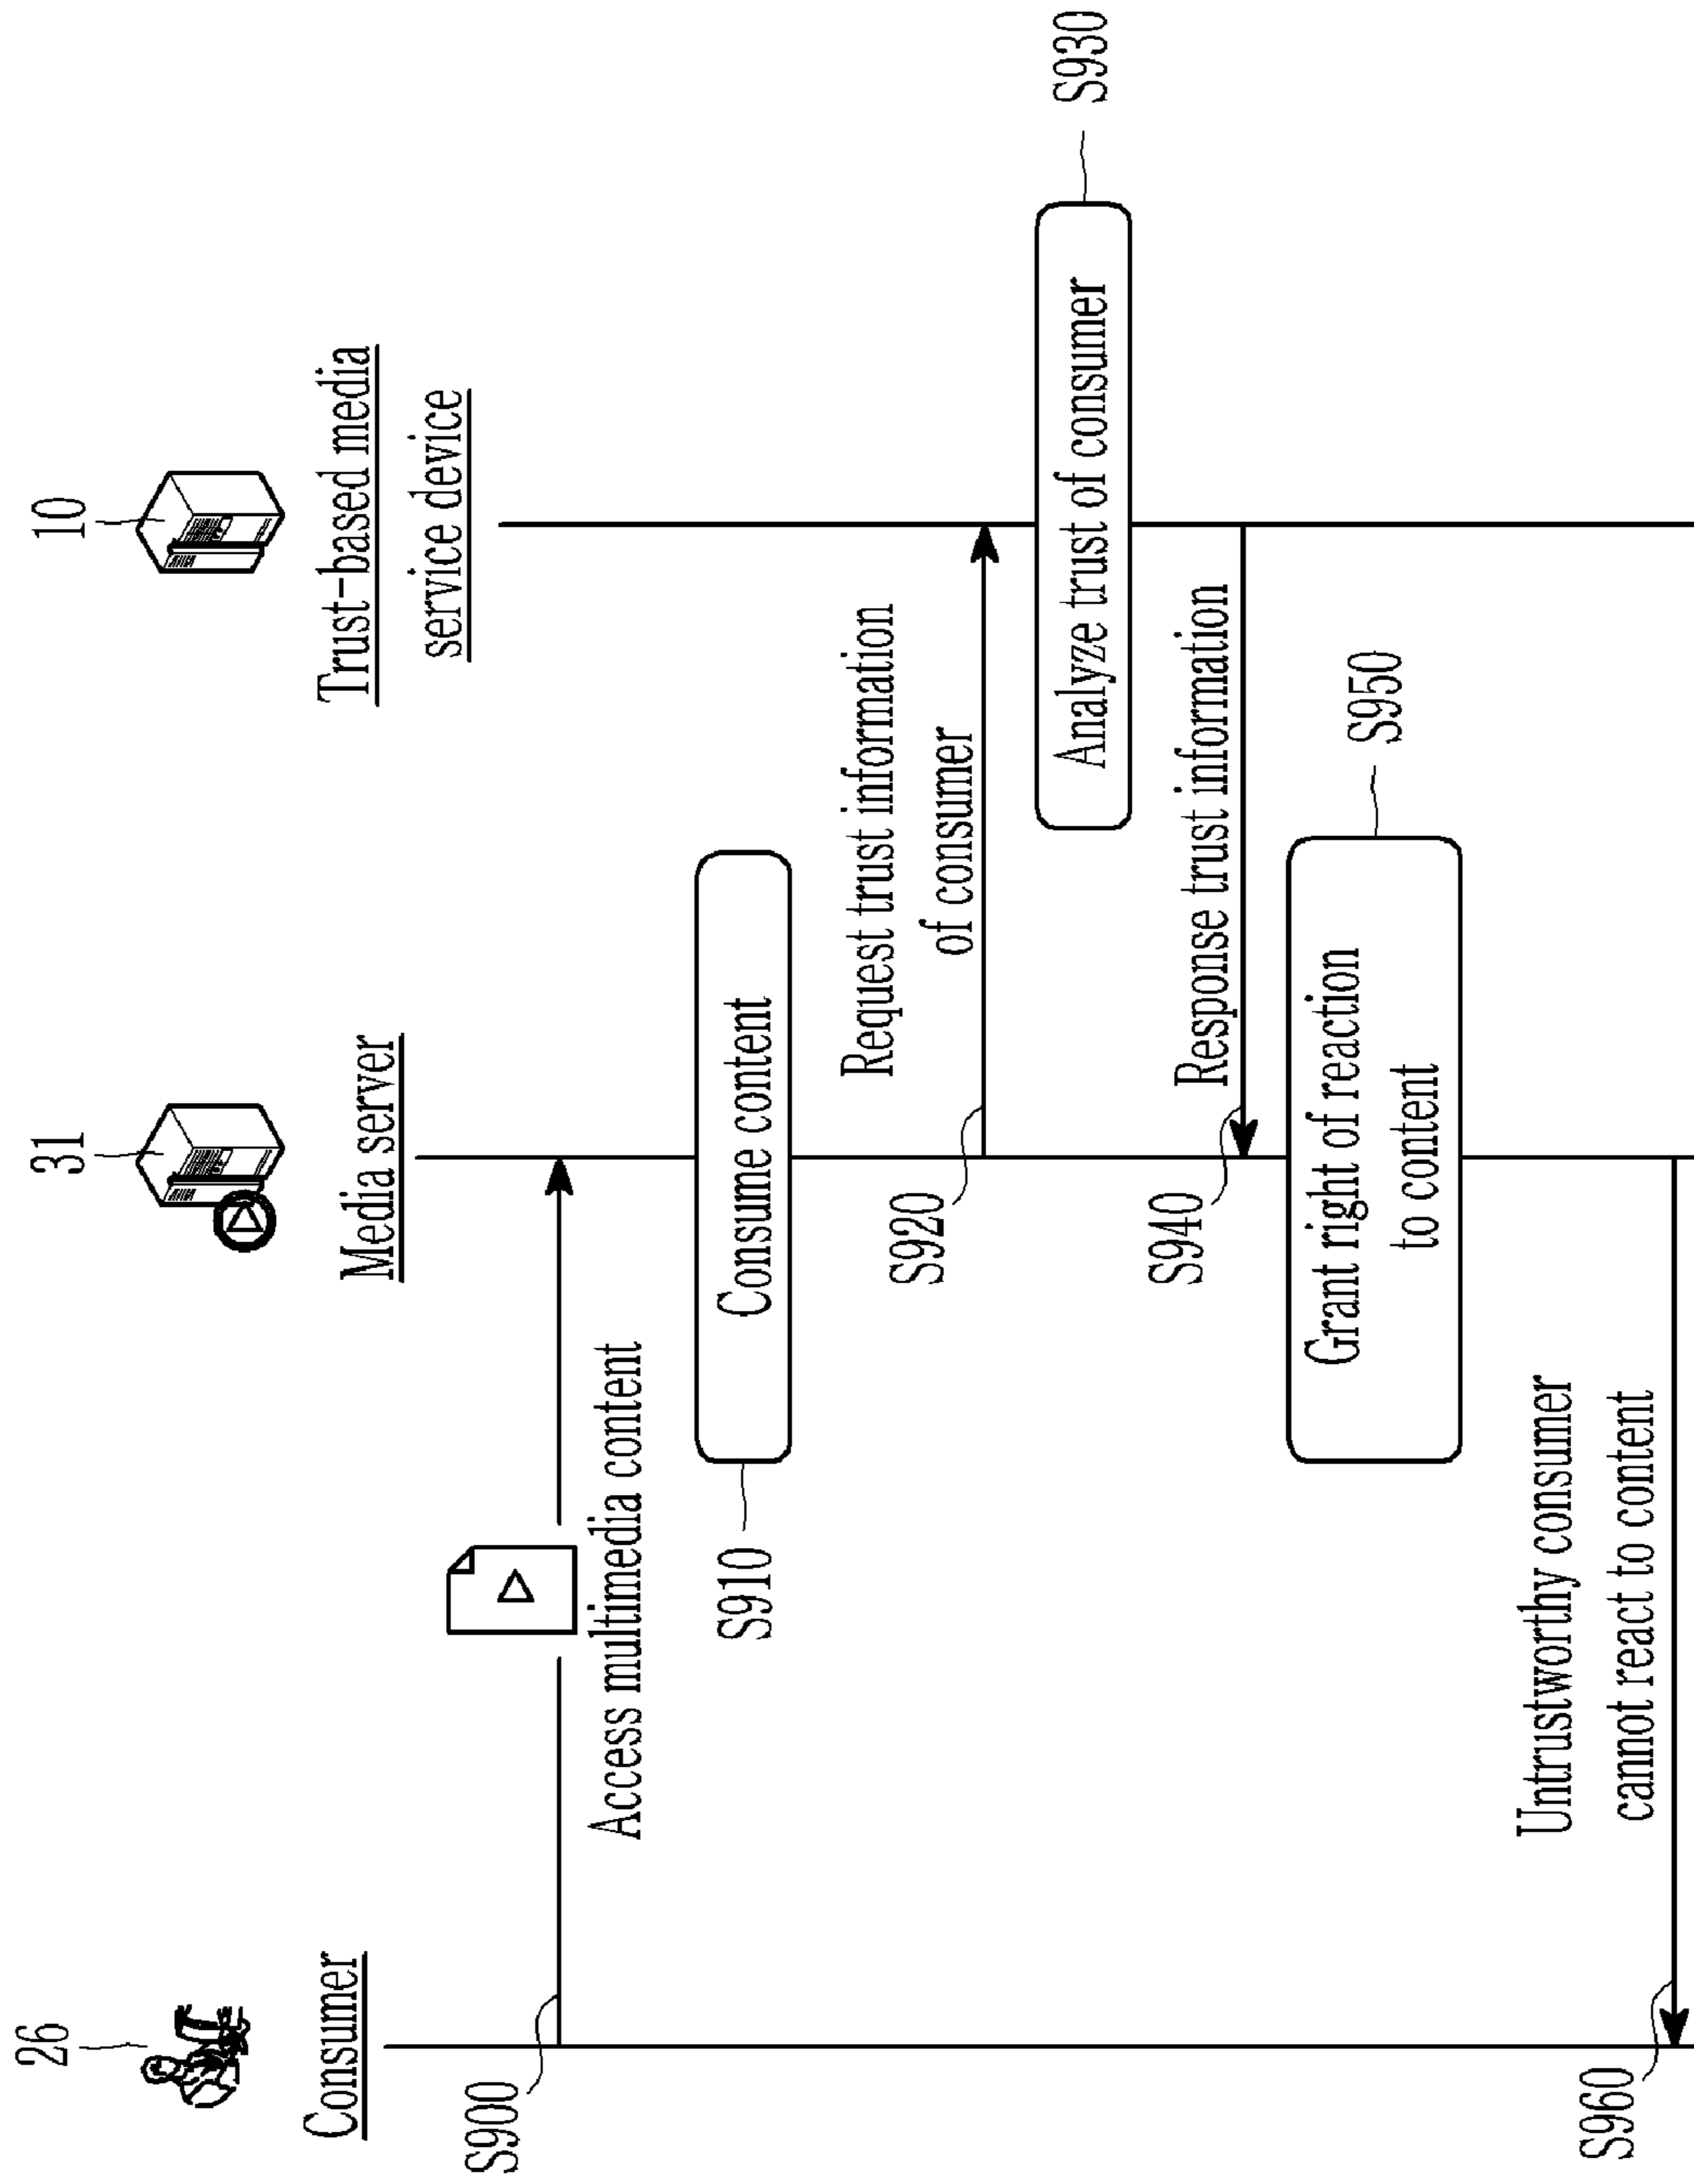 26
31
10
Consumer
Media server
Trust-based media
service device
S900
Access multimedia content
S910
Consume content
Request trust information
of consumer
S920
Analyze trust of consumer
S930
Response trust information
S940
Grant right of reaction
to content
S950
Untrustworthy consumer
cannot react to content
S960